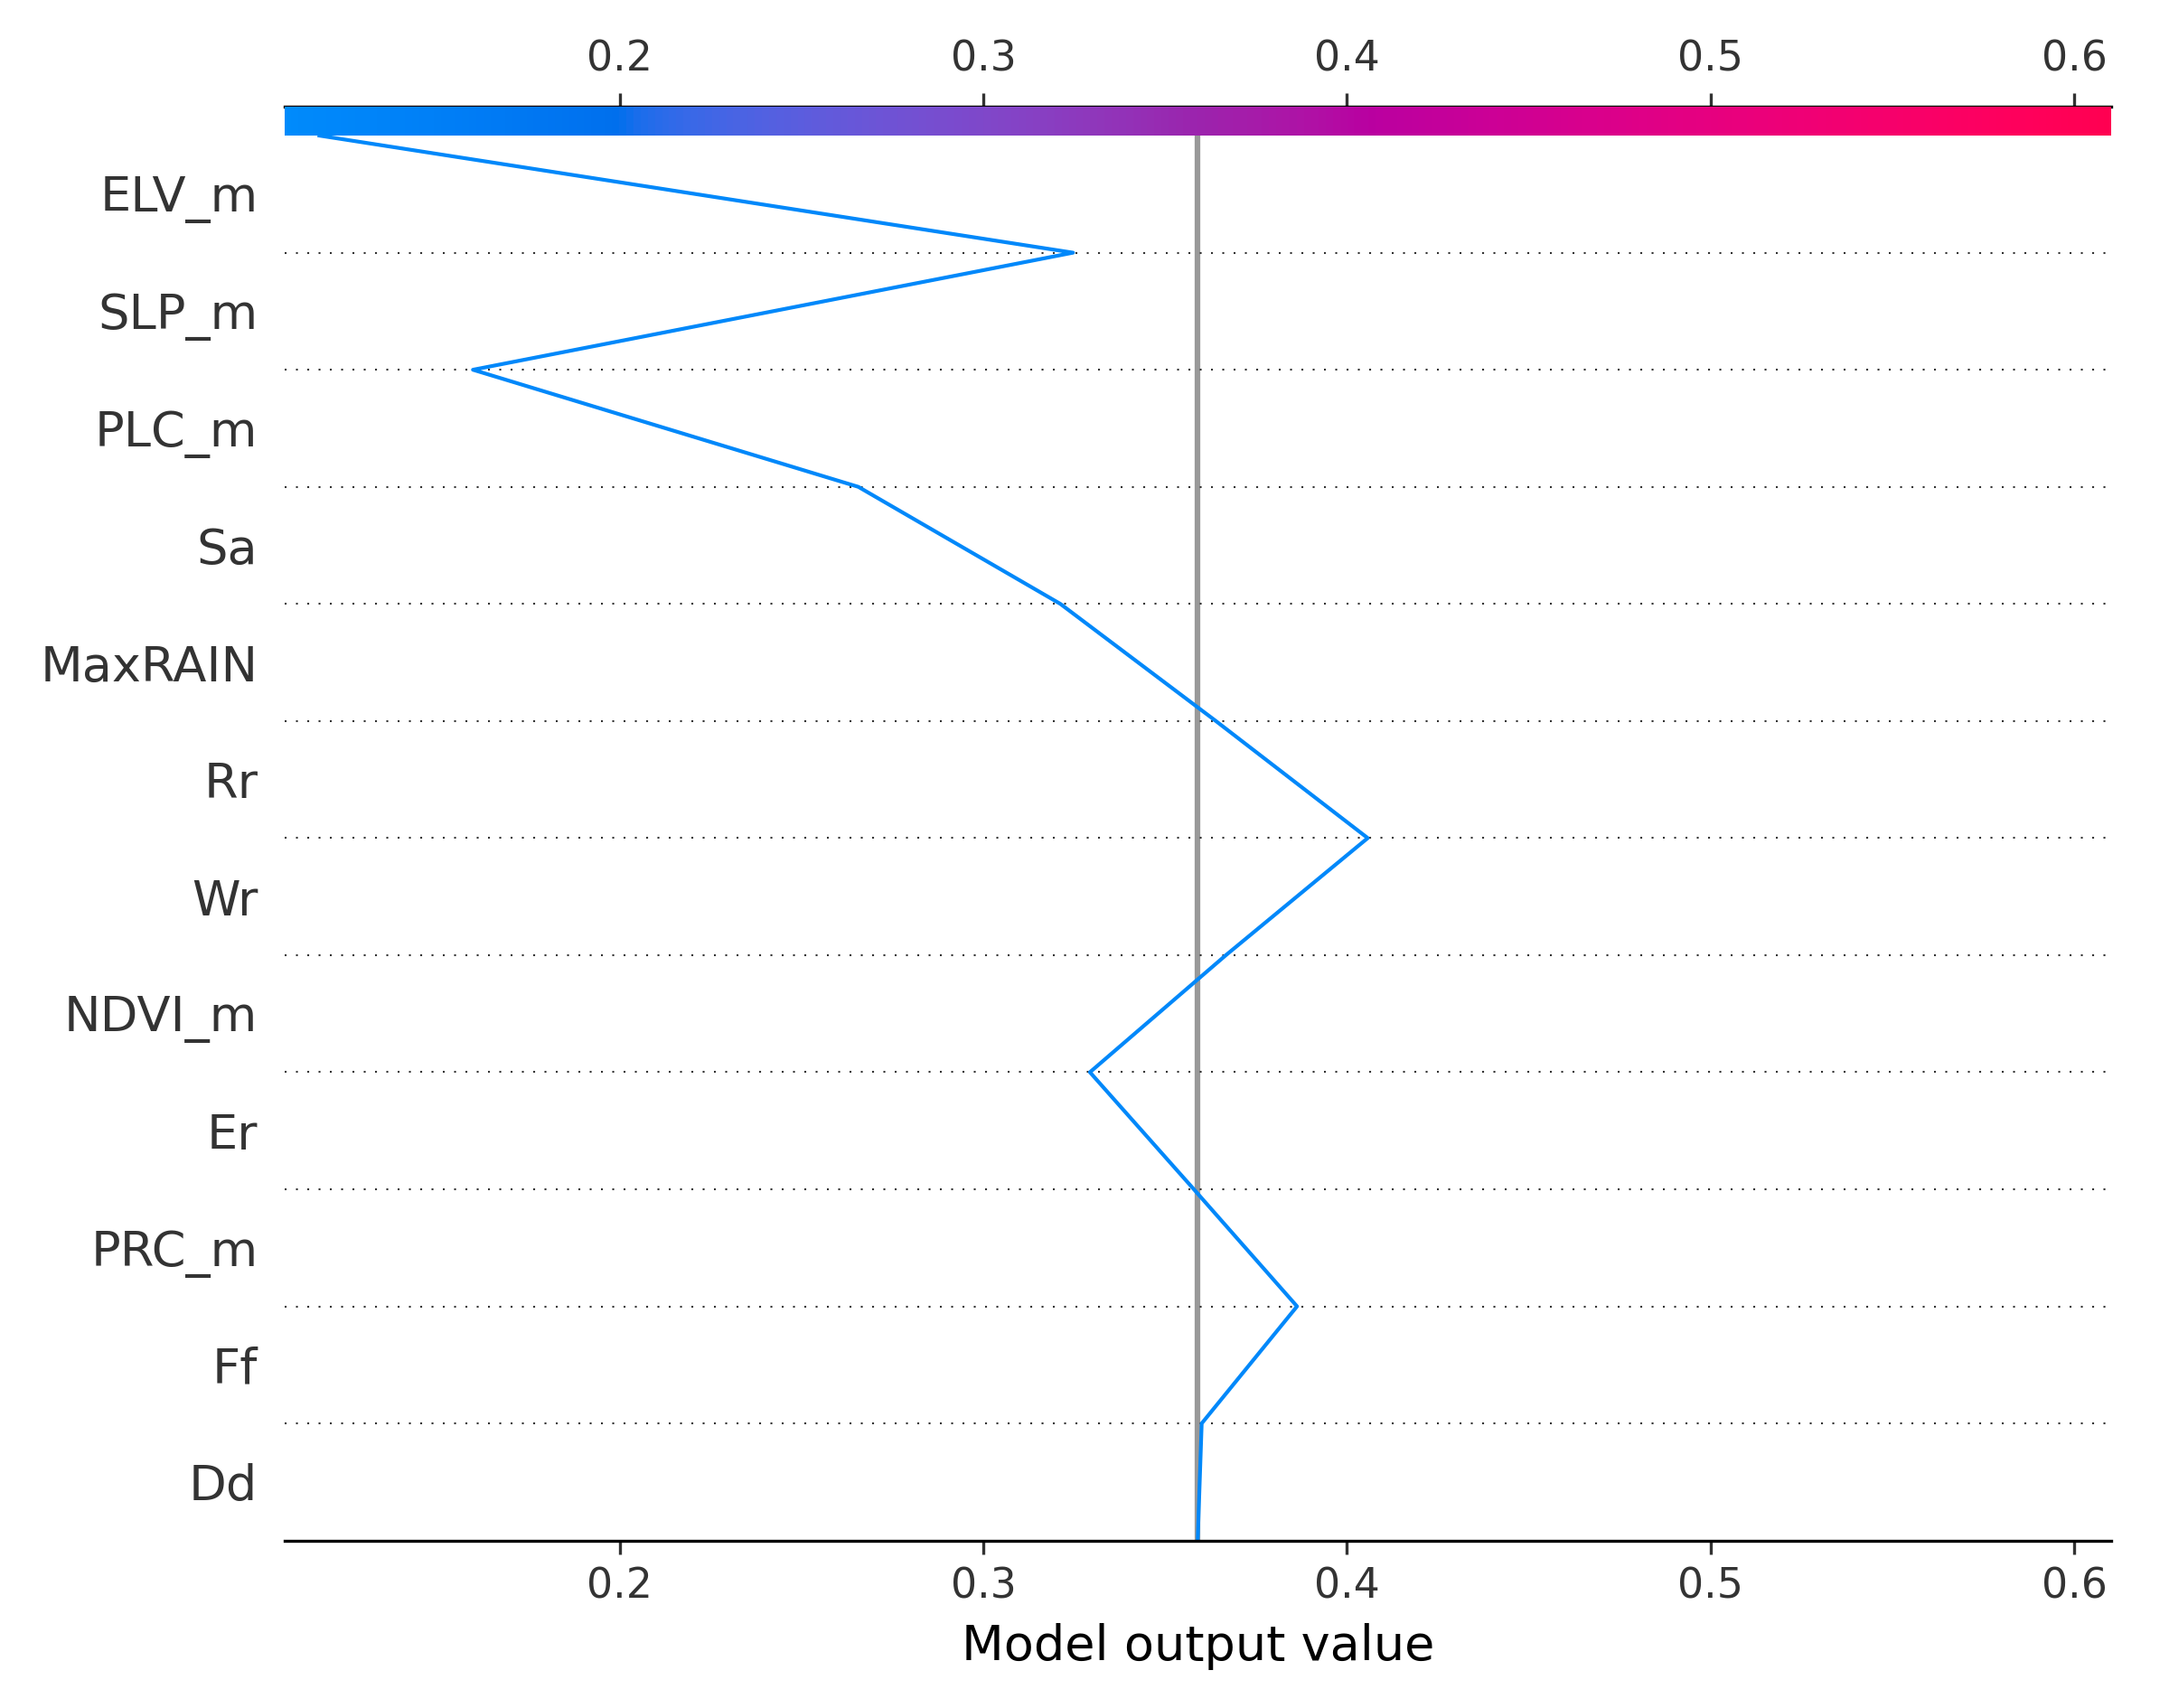 0.2 0.3 0.4 0.5 0.6
ELV_m
SLP_m
PLC_m
Sa
MaxRAIN
Rr
Wr
NDVI_m
Er
PRC_m
Ff
Dd
0.2 0.3 0.4 0.5 0.6
Model output value